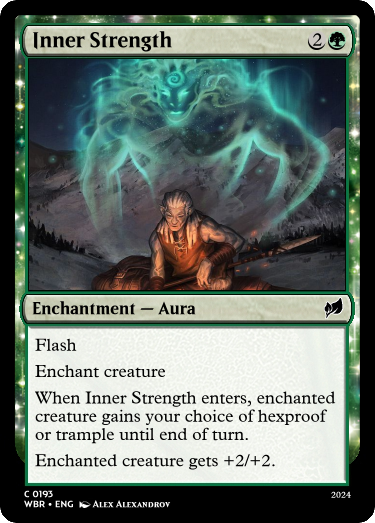 Inner Strength 2
Enchantment — Aura
Flash
Enchant creature
When Inner Strength enters, enchanted
creature gains your choice of hexproof
or trample until end of turn.
Enchanted creature gets +2/+2.
C 0193
2024
WBR • ENG Alex Alexandrov